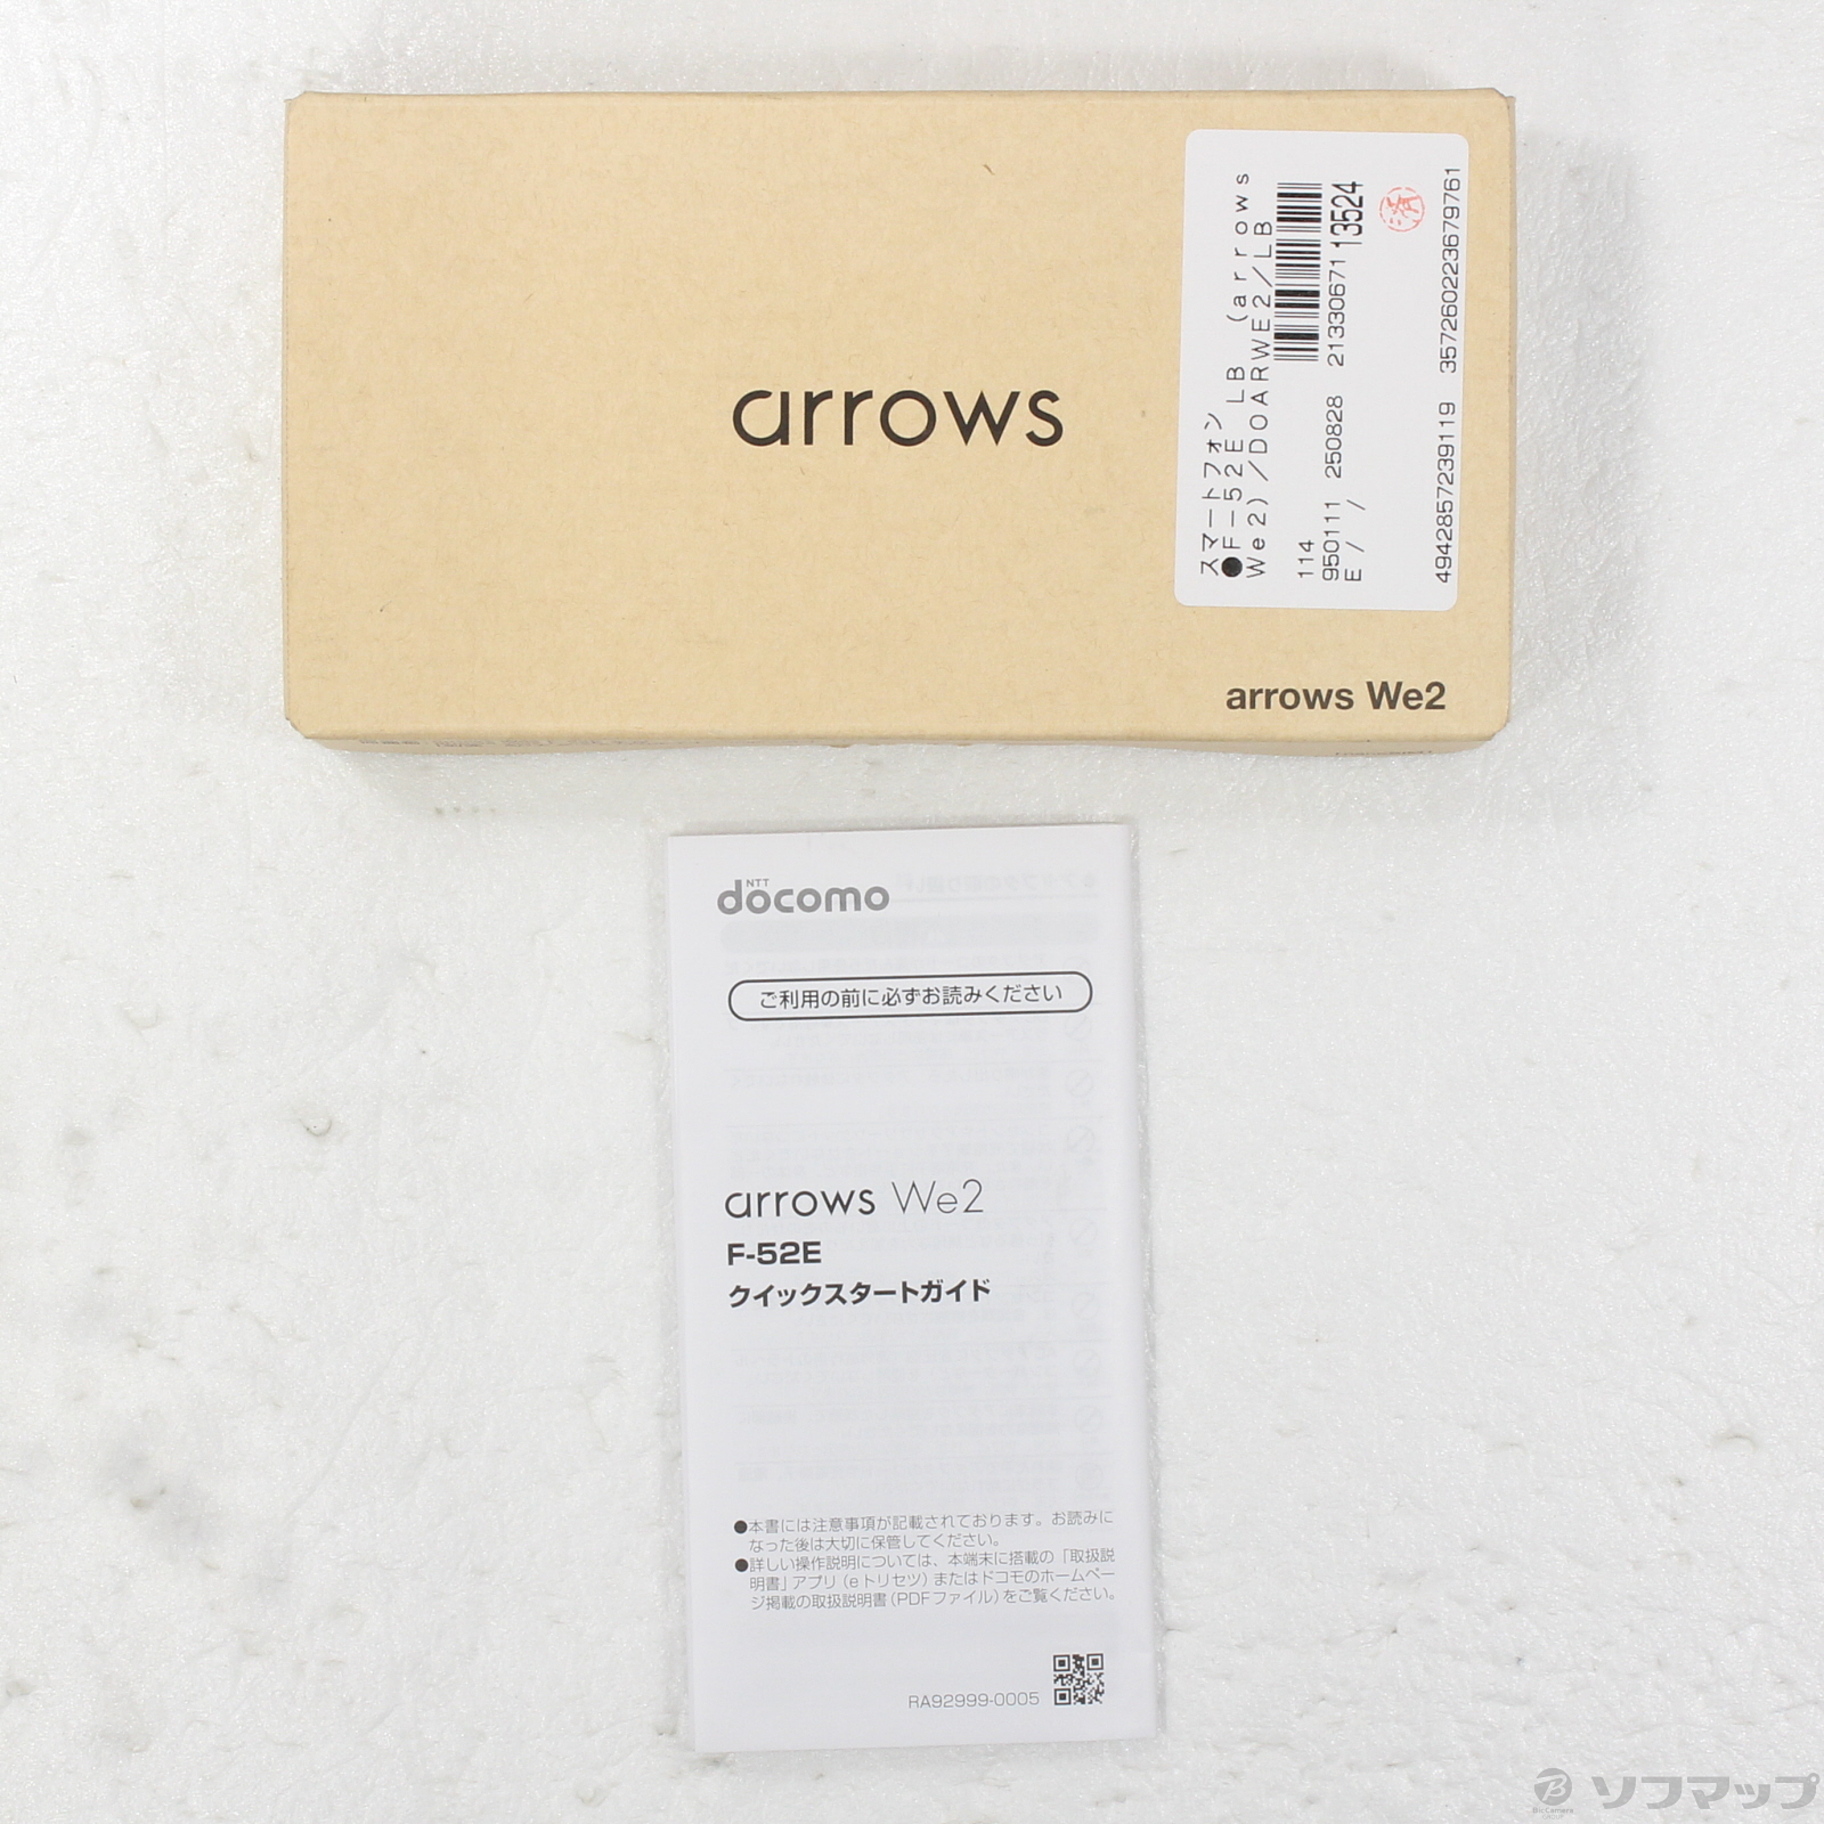 arrows
スマートフォン
●F－52E LB (arrows
We2)／DOARWE2／LB
114
950111 250828 21330671 13524
E / /
済
4942857239119 357260223679761
arrows We2
NTT
docomo
ご利用の前に必ずお読みください
arrows We2
F-52E
クイックスタートガイド
●本書には注意事項が記載されております。お読みに
なった後は大切に保管してください。
●詳しい操作説明については、本端末に搭載の「取扱説
明書」アプリ（eトリセツ）またはドコモのホームペー
ジ掲載の取扱説明書（PDFファイル）をご覧ください。
RA92999-0005
BicCamera
GROUP
ソフマップ